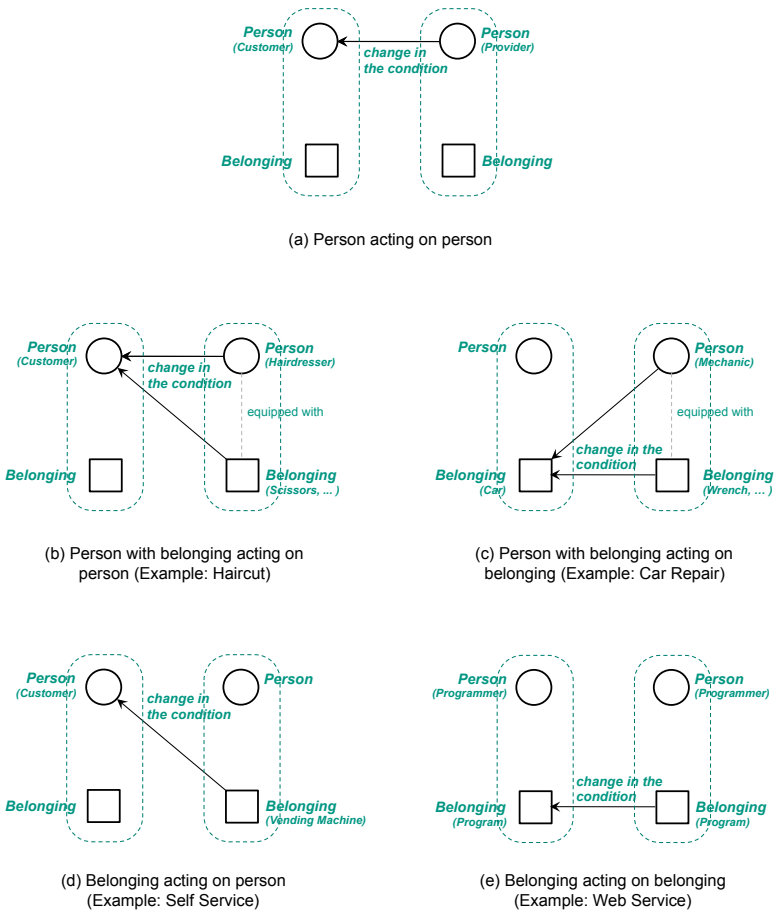 Person
(Customer)
Person
(Provider)
change in
the condition
Belonging
Belonging
(a) Person acting on person
Person
(Customer)
Person
(Hairdresser)
change in
the condition
equipped with
Belonging
Belonging
(Scissors, ... )
(b) Person with belonging acting on
person (Example: Haircut)
Person
Person
(Mechanic)
equipped with
change in the
condition
Belonging
(Car)
Belonging
(Wrench, … )
(c) Person with belonging acting on
belonging (Example: Car Repair)
Person
(Customer)
Person
change in
the condition
Belonging
Belonging
(Vending Machine)
(d) Belonging acting on person
(Example: Self Service)
Person
(Programmer)
Person
(Programmer)
change in the
condition
Belonging
(Program)
Belonging
(Program)
(e) Belonging acting on belonging
(Example: Web Service)